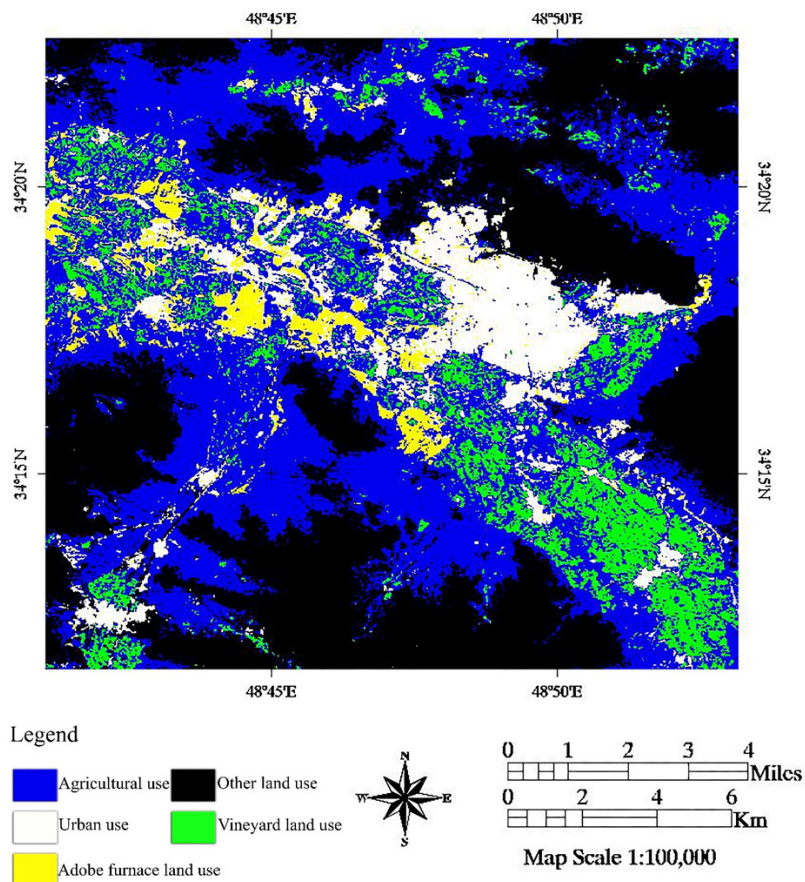 48°45'E 48°50'E
34°20'N 34°20'N
34°15'N 34°15'N
48°45'E 48°50'E
Legend
Agricultural use Other land use
Urban use Vineyard land use
Adobe furnace land use
N
W E
S
0 1 2 3 4
Miles
0 2 4 6
Km
Map Scale 1:100,000